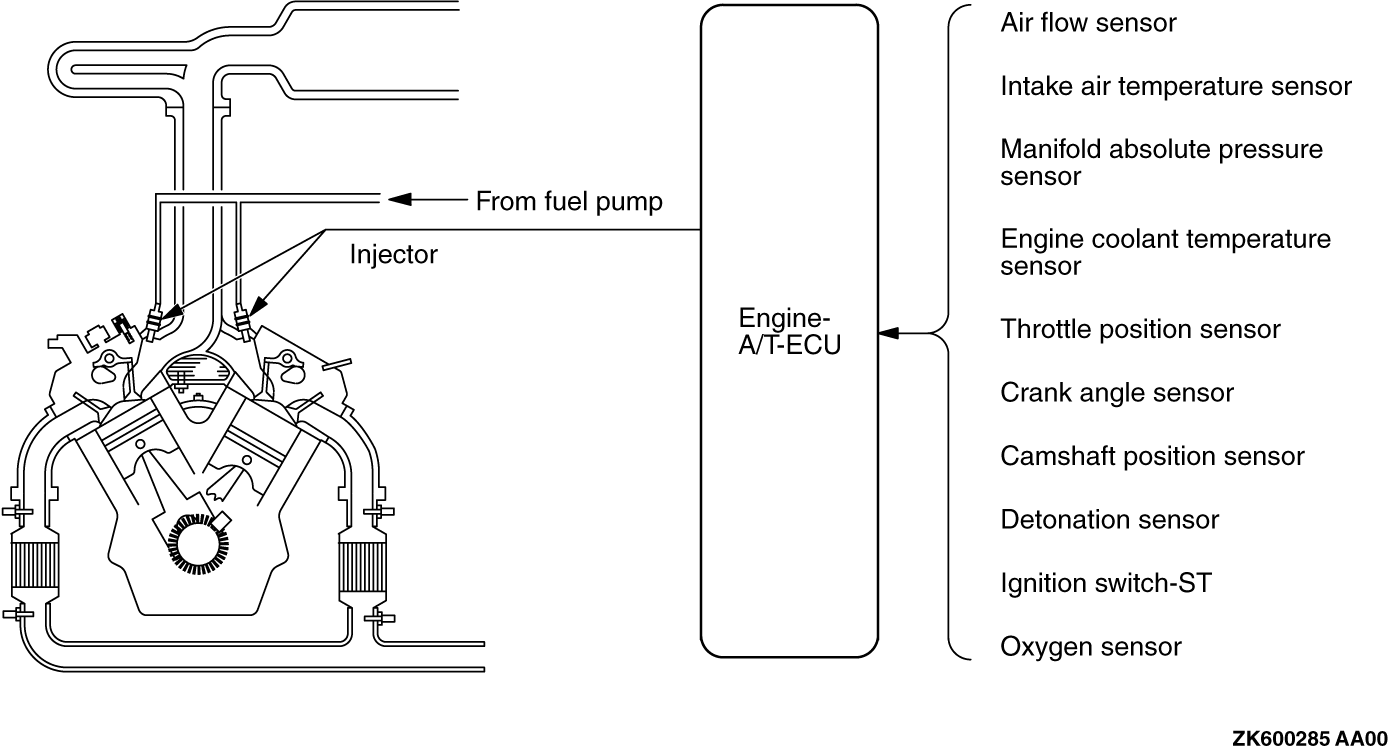 Air flow sensor
Intake air temperature sensor
Manifold absolute pressure
sensor
From fuel pump
Injector
Engine coolant temperature
sensor
Engine-
A/T-ECU
Throttle position sensor
Crank angle sensor
Camshaft position sensor
Detonation sensor
Ignition switch-ST
Oxygen sensor
ZK600285 AA00